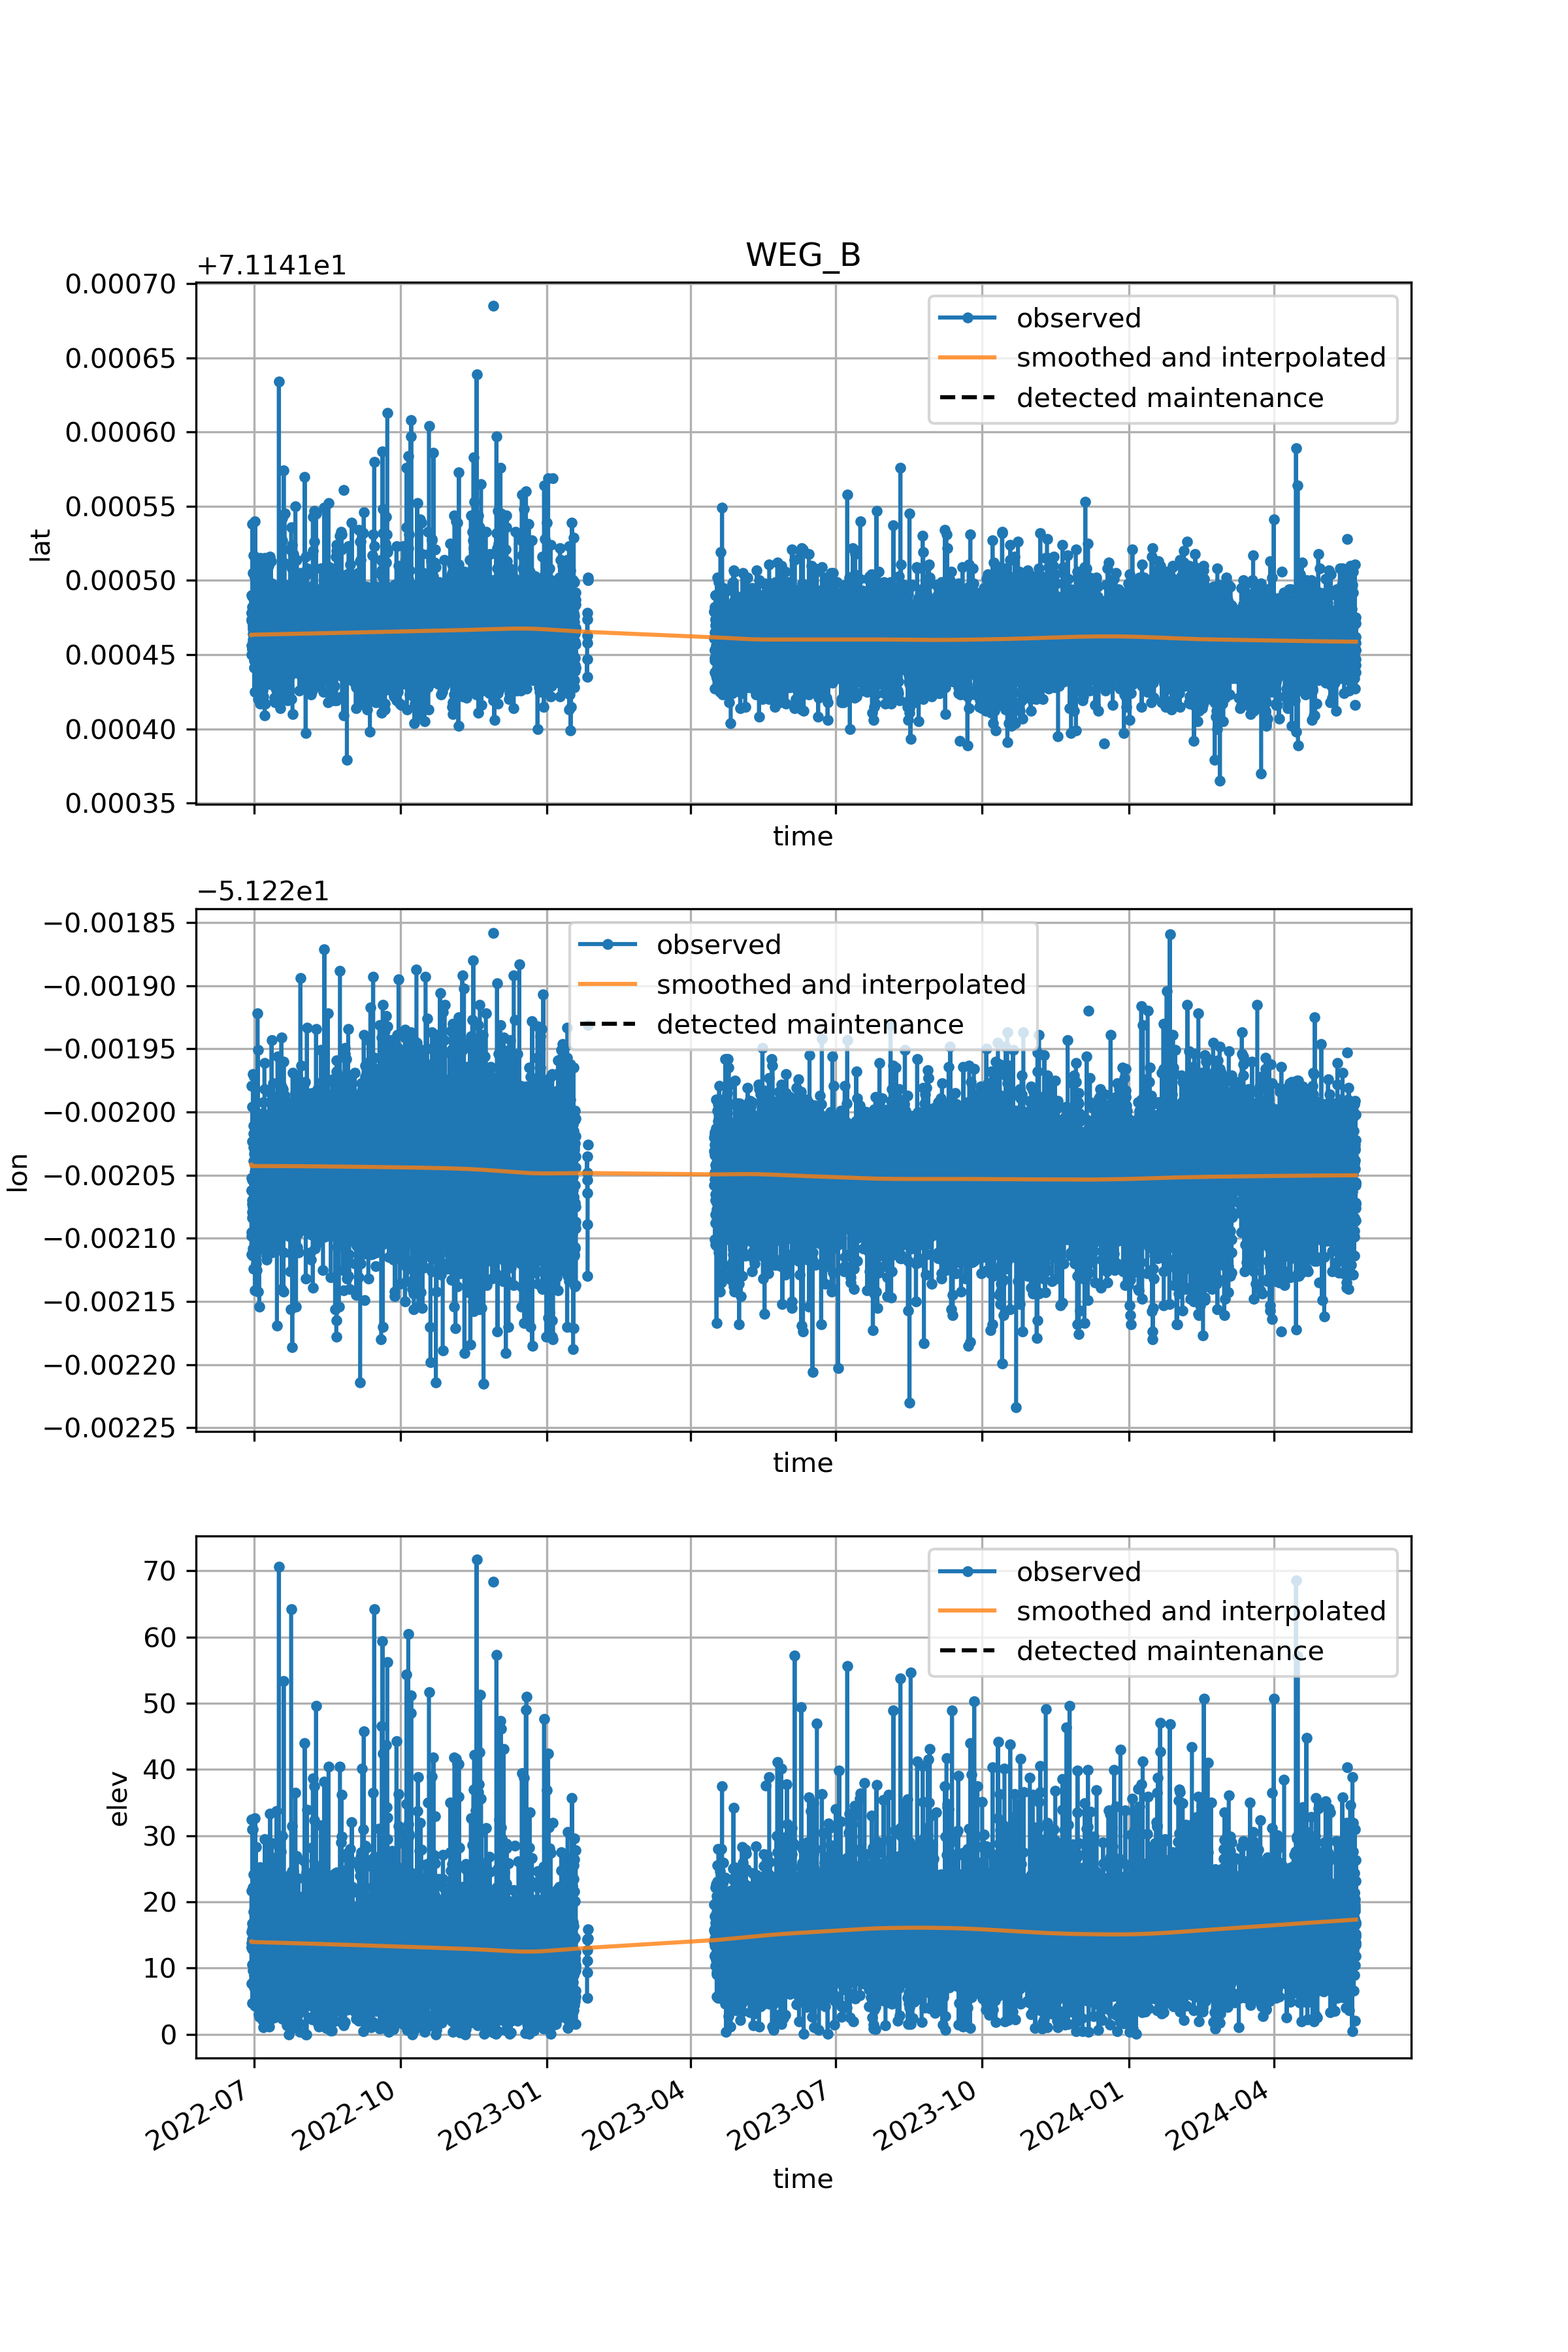 WEG_B
+7.1141e1
0.00070
0.00065
0.00060
0.00055
0.00050
0.00045
0.00040
0.00035
lat
observed
smoothed and interpolated
detected maintenance
time
−5.122e1
−0.00185
−0.00190
−0.00195
−0.00200
−0.00205
−0.00210
−0.00215
−0.00220
−0.00225
lon
observed
smoothed and interpolated
detected maintenance
time
70
60
50
40
30
20
10
0
elev
observed
smoothed and interpolated
detected maintenance
2022-07
2022-10
2023-01
2023-04
2023-07
2023-10
2024-01
2024-04
time